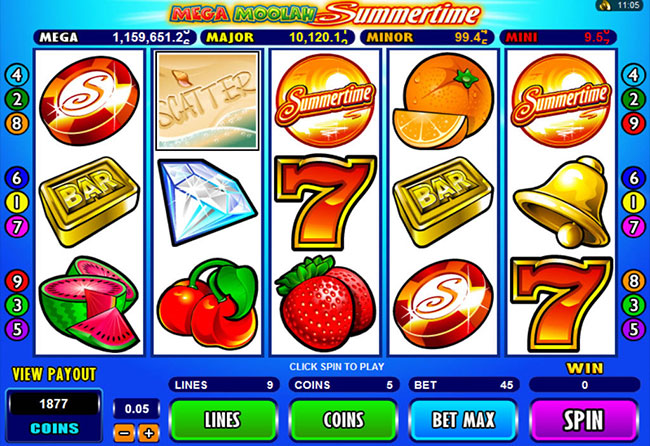 MEGA MOOLAH Summertime
11:05
MEGA 1,159,651.2 MAJOR 10,120.1 MINOR 99.4 MINI 9.5
4 SCATTER Summertime Summertime 4
2 S 2
8 9
6 BAR BAR 6
1 7 1
7 7
9 8
3 S 7 3
5 5
VIEW PAYOUT
CLICK SPIN TO PLAY
WIN
LINES 9 COINS 5 BET 45 0
1877
COINS
0.05
- +
LINES COINS BET MAX SPIN